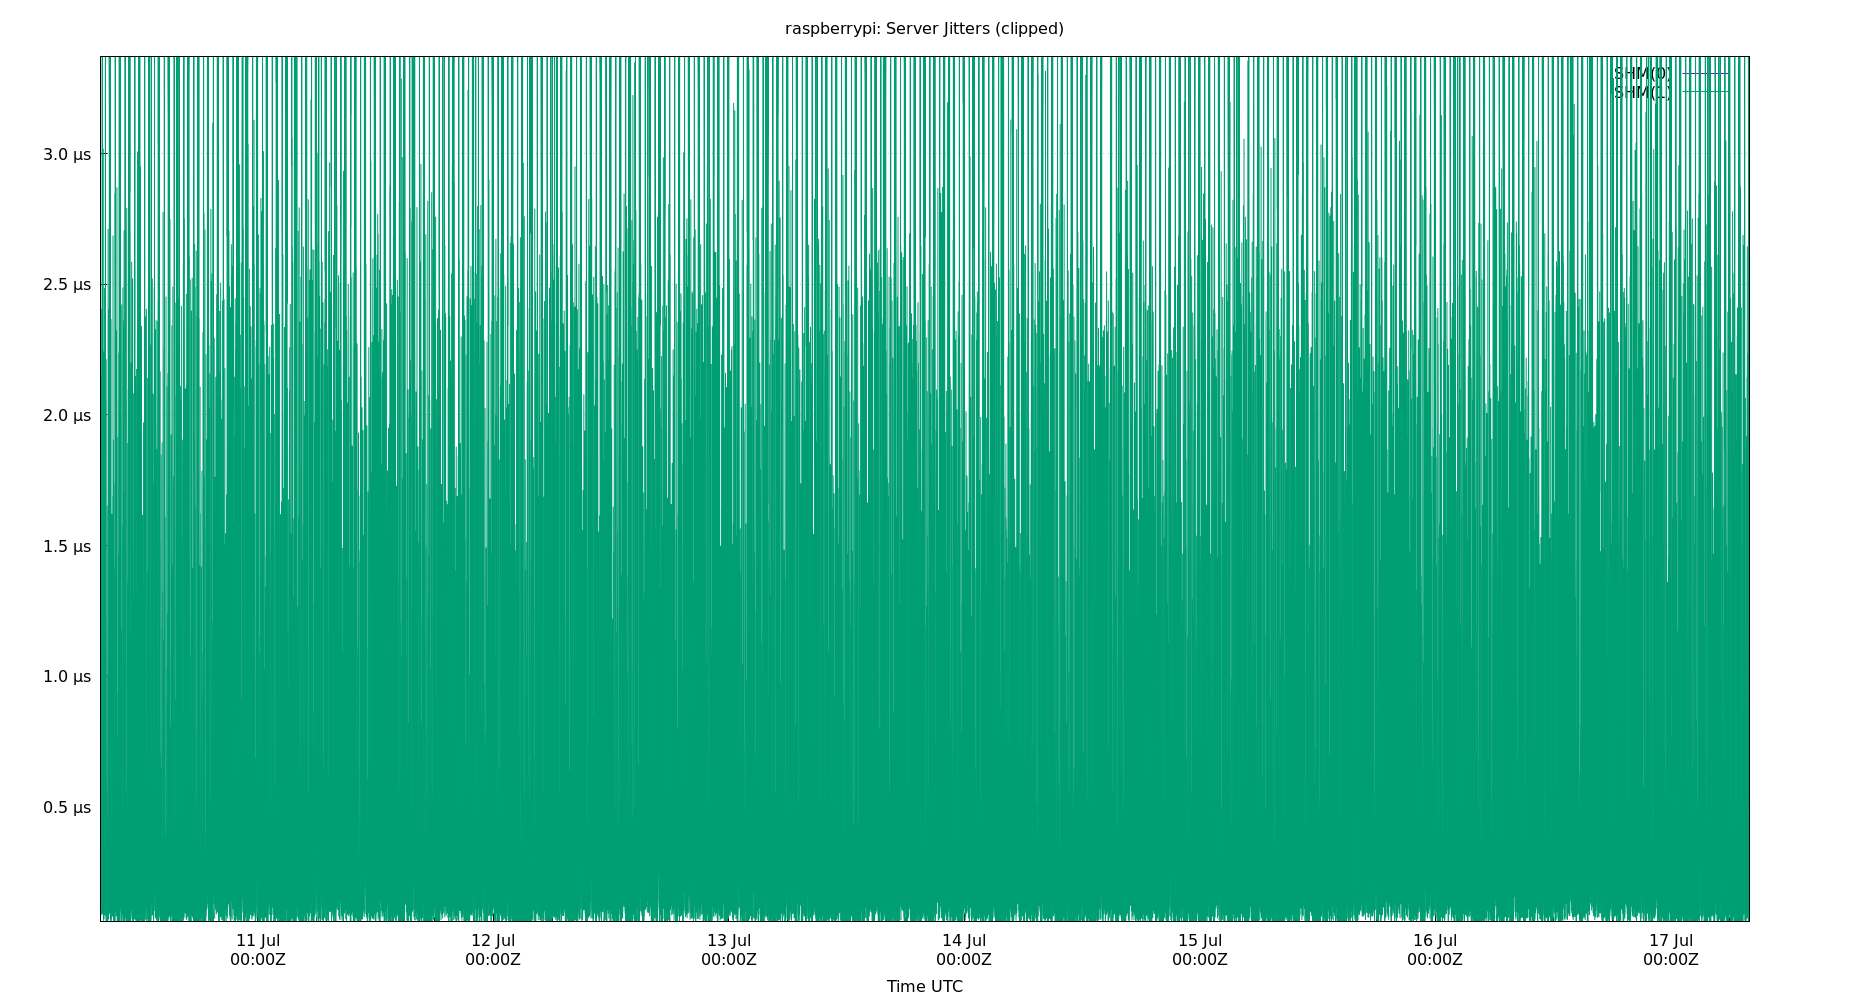 raspberrypi: Server Jitters (clipped)
SHM(0)
SHM(1)
3.0 µs
2.5 µs
2.0 µs
1.5 µs
1.0 µs
0.5 µs
11 Jul 12 Jul 13 Jul 14 Jul 15 Jul 16 Jul 17 Jul
00:00Z 00:00Z 00:00Z 00:00Z 00:00Z 00:00Z 00:00Z
Time UTC